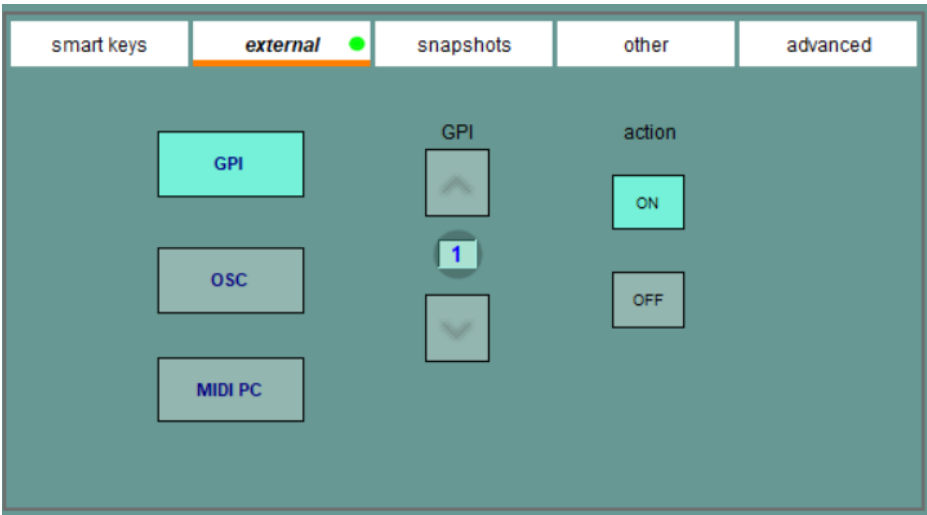 smart keys
external
snapshots
other
advanced
GPI
OSC
MIDI PC
GPI
1
action
ON
OFF